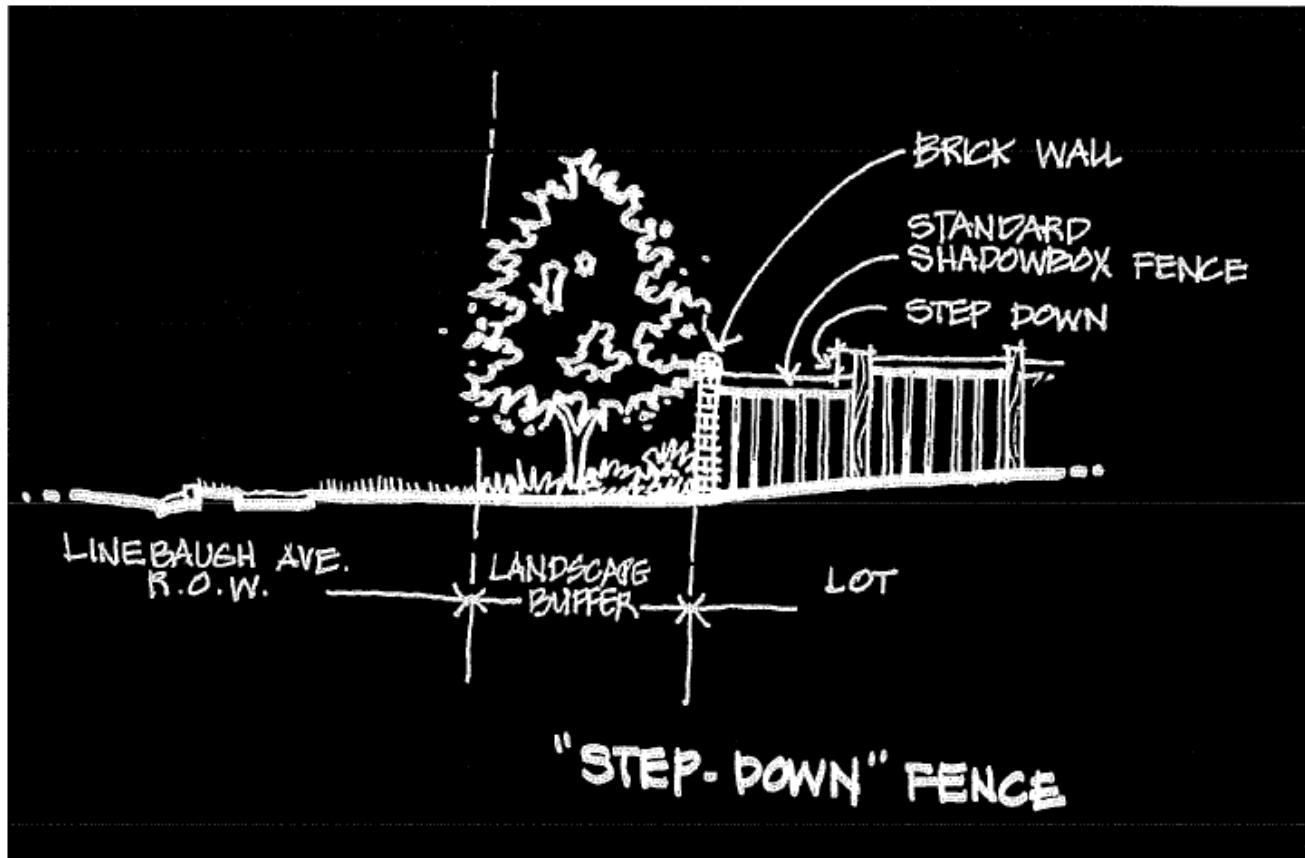 BRICK WALL
STANDARD
SHADOWBOX FENCE
STEP DOWN
LINEBAUGH AVE.
R.O.W.
LANDSCAPE
BUFFER
LOT
"STEP-DOWN" FENCE